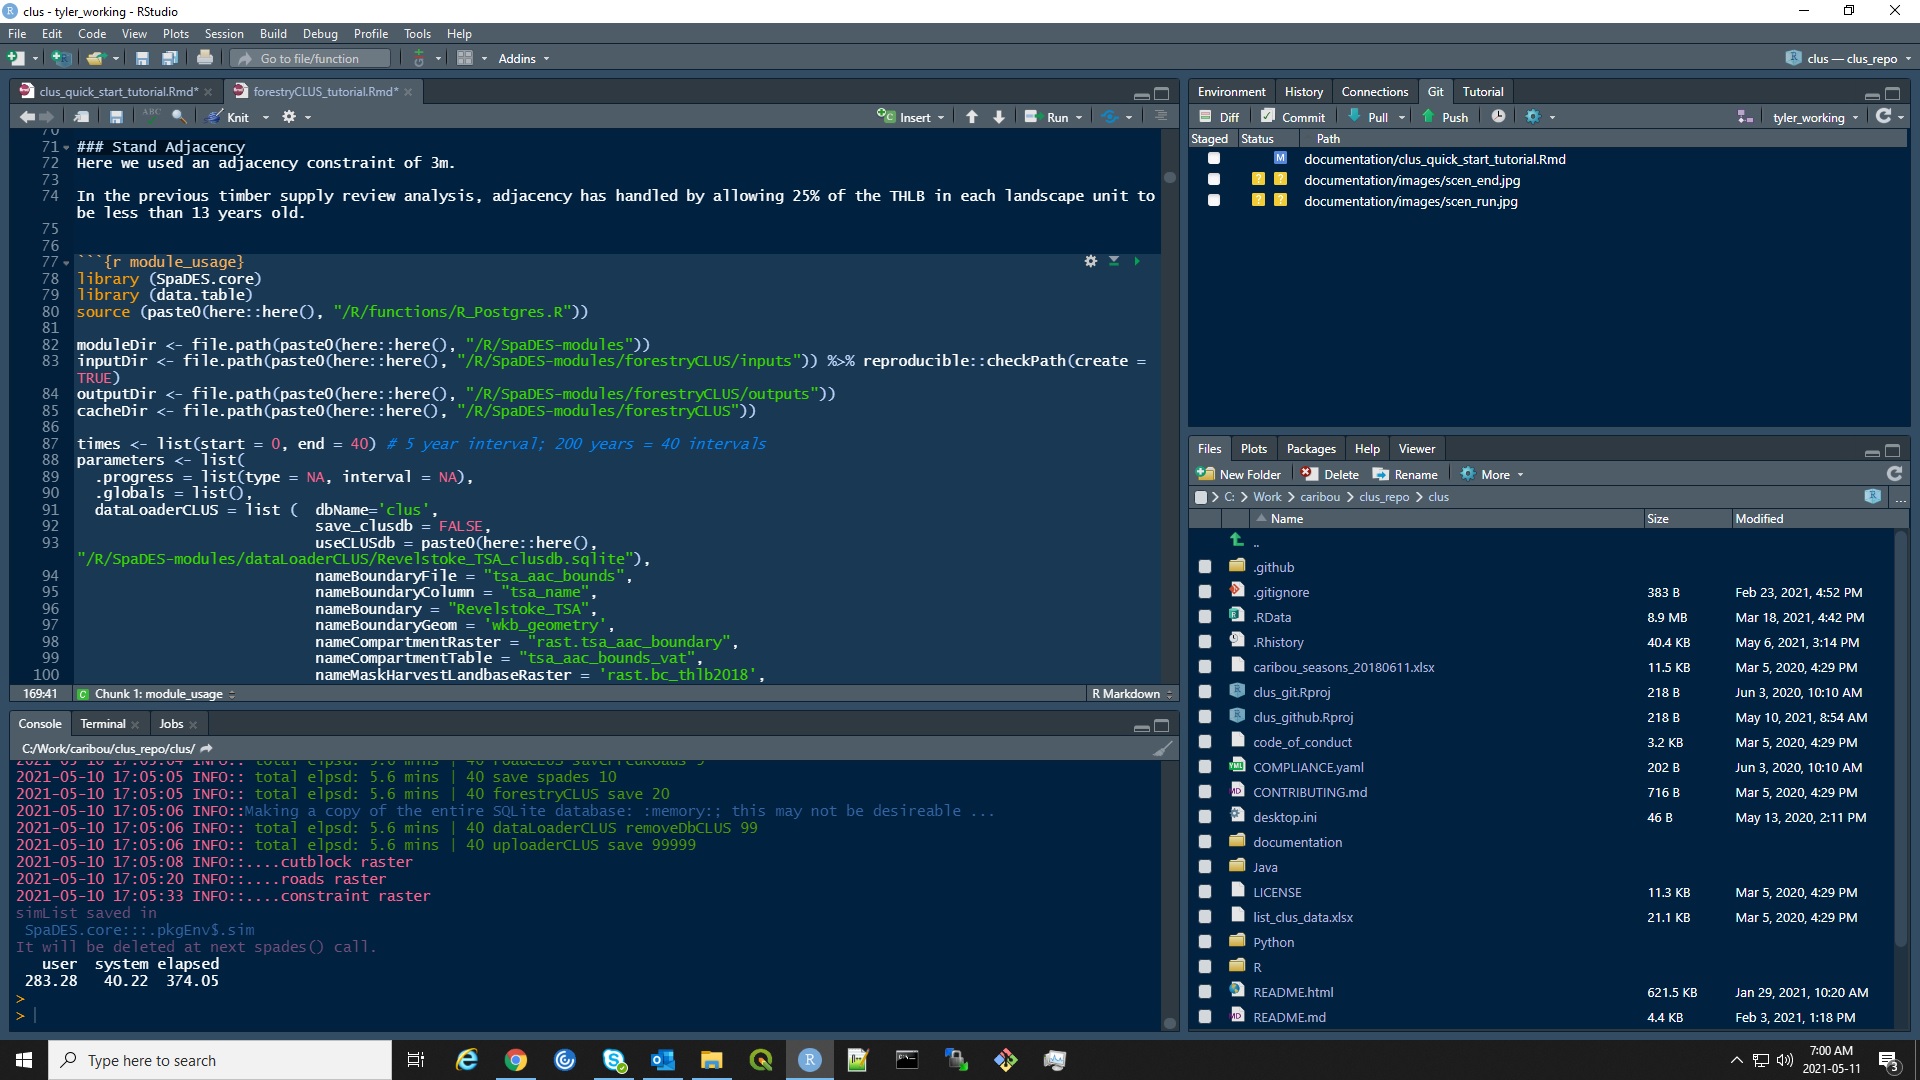 clus - tyler_working - RStudio
File Edit Code View Plots Session Build Debug Profile Tools Help
Go to file/function
Addins
clus — clus_repo
clus_quick_start_tutorial.Rmd*
forestryCLUS_tutorial.Rmd*
ABC Knit Insert Run
70
71 ### Stand Adjacency
72 Here we used an adjacency constraint of 3m.
73
74 In the previous timber supply review analysis, adjacency has handled by allowing 25% of the THLB in each landscape unit to
be less than 13 years old.
75
76
77 ```{r module_usage}
78 library (SpaDES.core)
79 library (data.table)
80 source (paste0(here::here(), "/R/functions/R_Postgres.R"))
81
82 moduleDir <- file.path(paste0(here::here(), "/R/SpaDES-modules"))
83 inputDir <- file.path(paste0(here::here(), "/R/SpaDES-modules/forestryCLUS/inputs")) %>% reproducible::checkPath(create =
TRUE)
84 outputDir <- file.path(paste0(here::here(), "/R/SpaDES-modules/forestryCLUS/outputs"))
85 cacheDir <- file.path(paste0(here::here(), "/R/SpaDES-modules/forestryCLUS"))
86
87 times <- list(start = 0, end = 40) # 5 year interval; 200 years = 40 intervals
88 parameters <- list(
89 .progress = list(type = NA, interval = NA),
90 .globals = list(),
91 dataLoaderCLUS = list ( dbName='clus',
92 save_clusdb = FALSE,
93 useCLUSdb = paste0(here::here(),
"/R/SpaDES-modules/dataLoaderCLUS/Revelstoke_TSA_clusdb.sqlite"),
94 nameBoundaryFile = "tsa_aac_bounds",
95 nameBoundaryColumn = "tsa_name",
96 nameBoundary = "Revelstoke_TSA",
97 nameBoundaryGeom = 'wkb_geometry',
98 nameCompartmentRaster = "rast.tsa_aac_boundary",
99 nameCompartmentTable = "tsa_aac_bounds_vat",
100 nameMaskHarvestLandbaseRaster = 'rast.bc_thlb2018',
169:41 C Chunk 1: module_usage R Markdown
Console Terminal Jobs
C:/Work/caribou/clus_repo/clus/
2021-05-10 17:05:04 INFO:: total elpsd: 5.6 mins | 40 roadCLUS savePredRoads 9
2021-05-10 17:05:05 INFO:: total elpsd: 5.6 mins | 40 save spades 10
2021-05-10 17:05:05 INFO:: total elpsd: 5.6 mins | 40 forestryCLUS save 20
2021-05-10 17:05:06 INFO::Making a copy of the entire SQLite database: :memory:; this may not be desireable ...
2021-05-10 17:05:06 INFO:: total elpsd: 5.6 mins | 40 dataLoaderCLUS removeDbCLUS 99
2021-05-10 17:05:06 INFO:: total elpsd: 5.6 mins | 40 uploaderCLUS save 99999
2021-05-10 17:05:08 INFO::....cutblock raster
2021-05-10 17:05:20 INFO::....roads raster
2021-05-10 17:05:33 INFO::....constraint raster
simList saved in
SpaDES.core:::.pkgEnv$.sim
It will be deleted at next spades() call.
user system elapsed
283.28 40.22 374.05
>
>
Environment History Connections Git Tutorial
Diff Commit Pull Push tyler_working
Staged Status Path
M documentation/clus_quick_start_tutorial.Rmd
? ? documentation/images/scen_end.jpg
? ? documentation/images/scen_run.jpg
Files Plots Packages Help Viewer
New Folder Delete Rename More
C: > Work > caribou > clus_repo > clus ...
Name Size Modified
..
.github
.gitignore 383 B Feb 23, 2021, 4:52 PM
.RData 8.9 MB Mar 18, 2021, 4:42 PM
.Rhistory 40.4 KB May 6, 2021, 3:14 PM
caribou_seasons_20180611.xlsx 11.5 KB Mar 5, 2020, 4:29 PM
clus_git.Rproj 218 B Jun 3, 2020, 10:10 AM
clus_github.Rproj 218 B May 10, 2021, 8:54 AM
code_of_conduct 3.2 KB Mar 5, 2020, 4:29 PM
COMPLIANCE.yaml 202 B Jun 3, 2020, 10:10 AM
CONTRIBUTING.md 716 B Mar 5, 2020, 4:29 PM
desktop.ini 46 B May 13, 2020, 2:11 PM
documentation
Java
LICENSE 11.3 KB Mar 5, 2020, 4:29 PM
list_clus_data.xlsx 21.1 KB Mar 5, 2020, 4:29 PM
Python
R
README.html 621.5 KB Jan 29, 2021, 10:20 AM
README.md 4.4 KB Feb 3, 2021, 1:18 PM
Type here to search
7:00 AM
2021-05-11
3